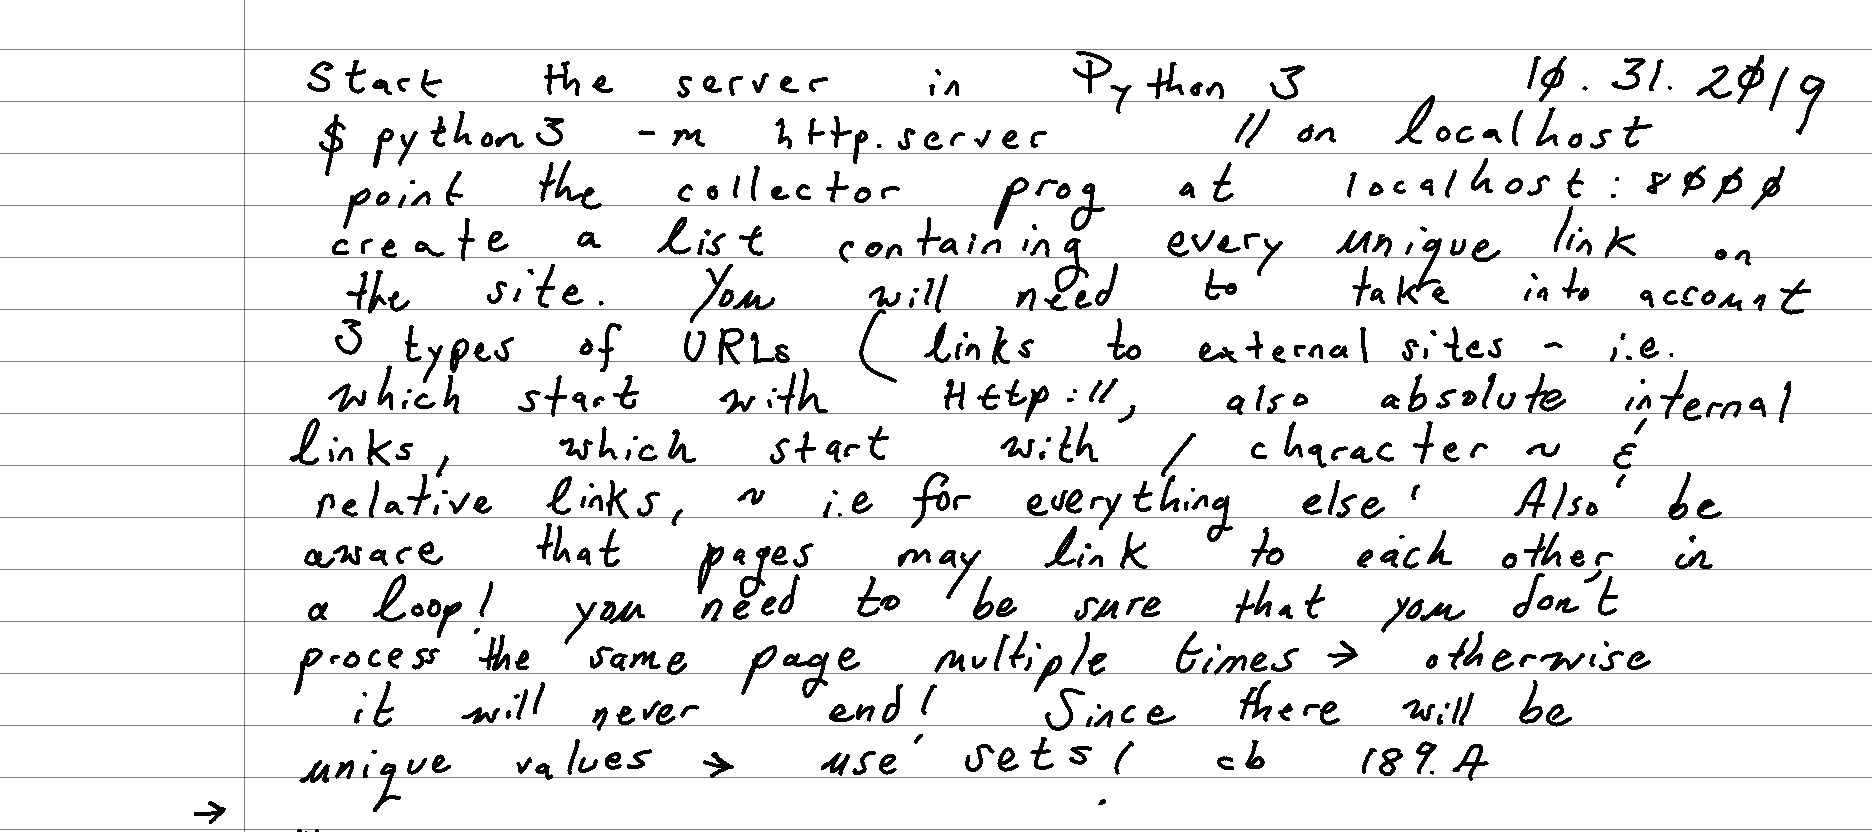 Start the server in Python 3 10.31.2019
$ python3 -m http.server // on localhost
point the collector prog at localhost:8000
create a list containing every unique link on
the site. You will need to take into account
3 types of URLs ( links to external sites ~ i.e.
which start with Http://, also absolute internal
links, which start with / character ~ &
relative links, ~ i.e for everything else! Also be
aware that pages may link to each other in
a loop! you need to be sure that you don't
process the same page multiple times → otherwise
it will never end! Since there will be
unique values → use sets! cb 189.A
→